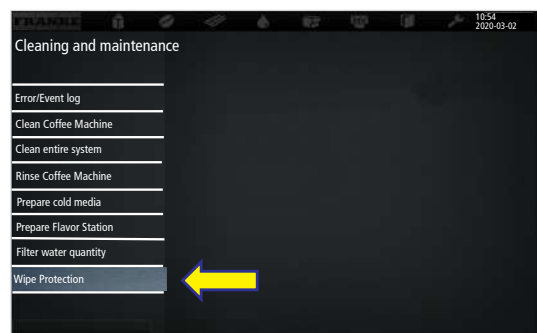 FRANKE
10:54
2020-03-02
Cleaning and maintenance
Error/Event log
Clean Coffee Machine
Clean entire system
Rinse Coffee Machine
Prepare cold media
Prepare Flavor Station
Filter water quantity
Wipe Protection